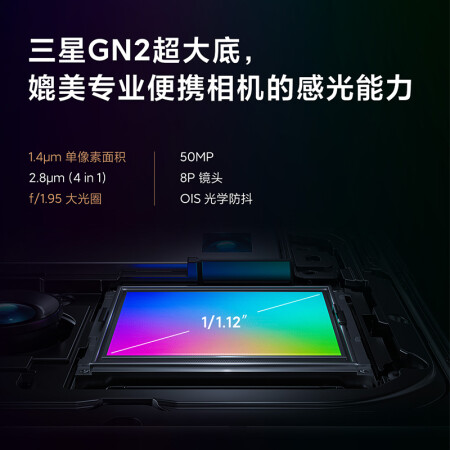 三星GN2超大底，
媲美专业便携相机的感光能力
1.4μm 单像素面积
2.8μm (4 in 1)
f/1.95 大光圈
50MP
8P 镜头
OIS 光学防抖
1/1.12"